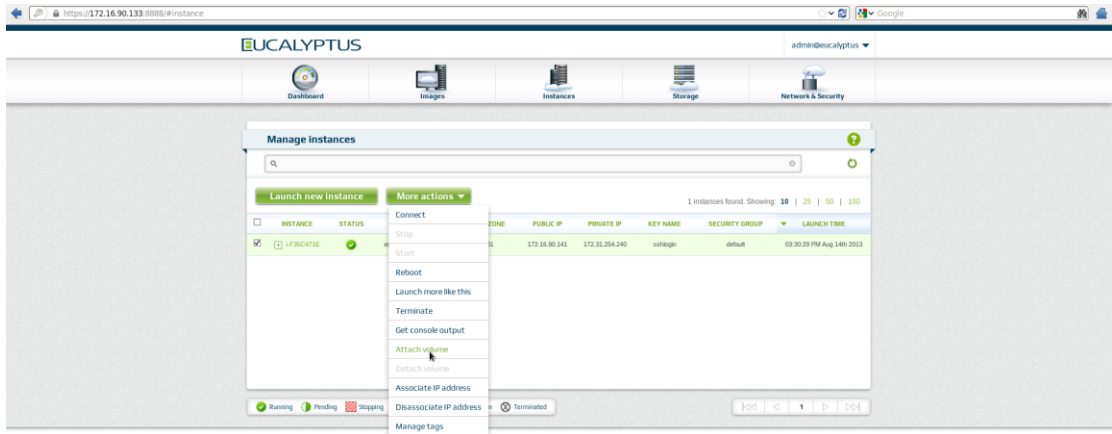 https://172.16.90.133:8888/#instance
Google
EUCALYPTUS
admin@eucalyptus
Dashboard
Images
Instances
Storage
Network & Security
Manage instances
?
Launch new instance
More actions
1 instances found. Showing: 10 | 25 | 50 | 100
INSTANCE STATUS ZONE PUBLIC IP PRIVATE IP KEY NAME SECURITY GROUP LAUNCH TIME
i-F35C471E 172.16.90.141 172.31.254.240 sshlogin default 03:30:29 PM Aug 14th 2013
Connect
Stop
Start
Reboot
Launch more like this
Terminate
Get console output
Attach volume
Detach volume
Associate IP address
Disassociate IP address
Manage tags
Running Pending Stopping Terminated
1